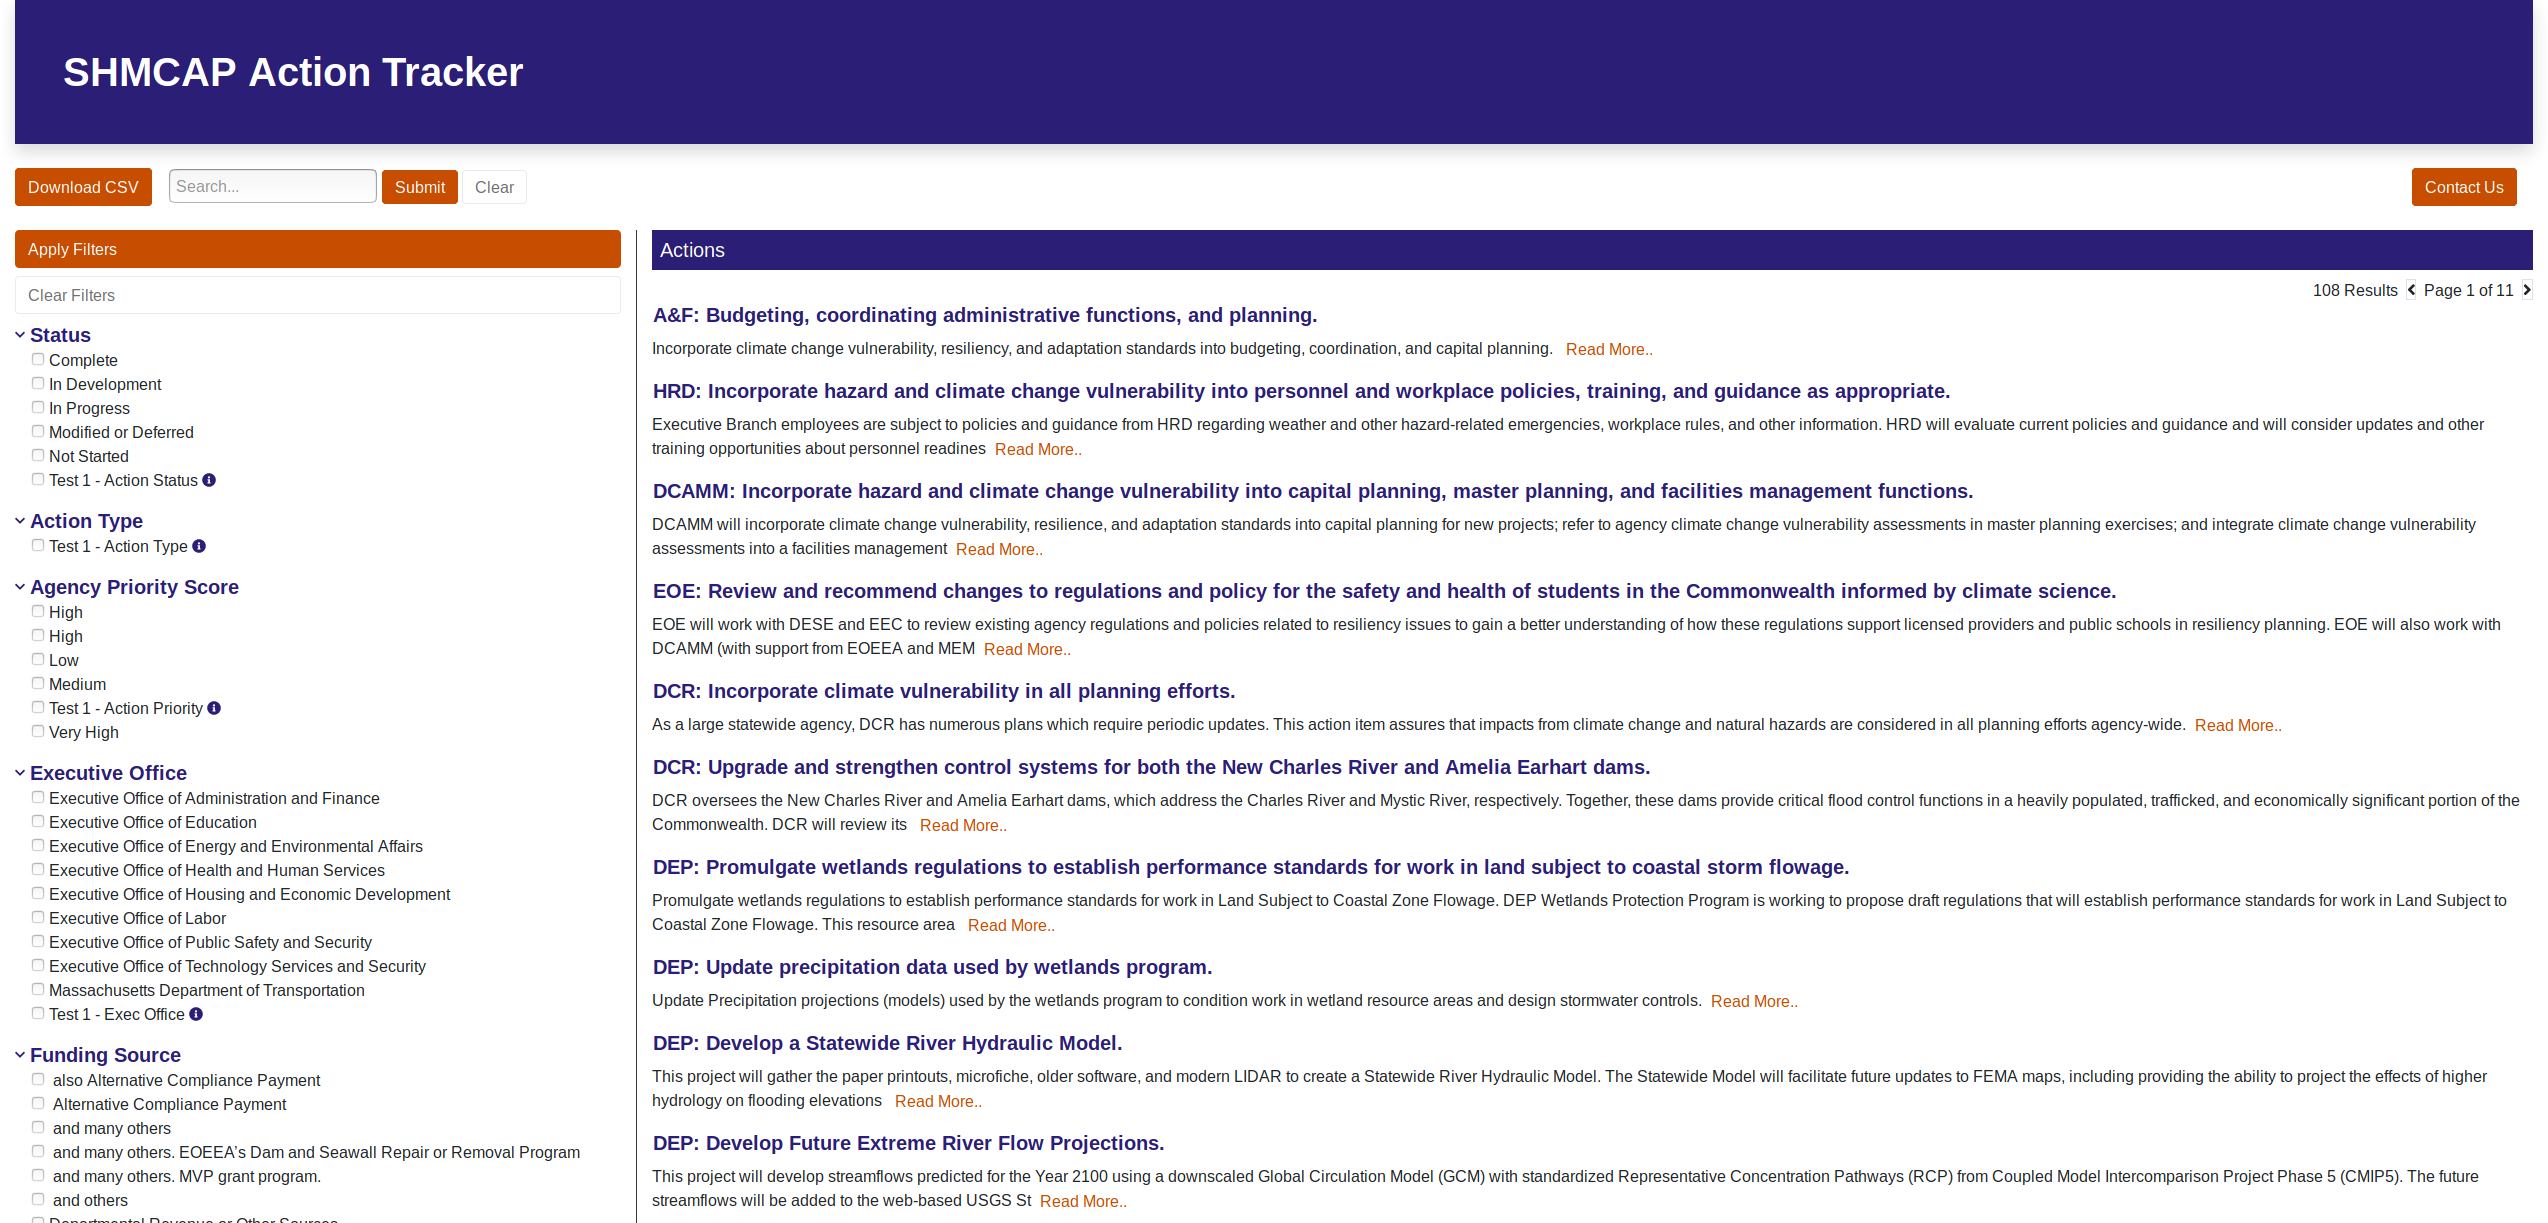 SHMCAP Action Tracker
Download CSV
Search...
Submit
Clear
Contact Us
Apply Filters
Clear Filters
Status
Complete
In Development
In Progress
Modified or Deferred
Not Started
Test 1 - Action Status
Action Type
Test 1 - Action Type
Agency Priority Score
High
High
Low
Medium
Test 1 - Action Priority
Very High
Executive Office
Executive Office of Administration and Finance
Executive Office of Education
Executive Office of Energy and Environmental Affairs
Executive Office of Health and Human Services
Executive Office of Housing and Economic Development
Executive Office of Labor
Executive Office of Public Safety and Security
Executive Office of Technology Services and Security
Massachusetts Department of Transportation
Test 1 - Exec Office
Funding Source
also Alternative Compliance Payment
Alternative Compliance Payment
and many others
and many others. EOEEA's Dam and Seawall Repair or Removal Program
and many others. MVP grant program.
and others
Departmental Revenue or Other Sources
Actions
108 Results Page 1 of 11
A&F: Budgeting, coordinating administrative functions, and planning.
Incorporate climate change vulnerability, resiliency, and adaptation standards into budgeting, coordination, and capital planning. Read More..
HRD: Incorporate hazard and climate change vulnerability into personnel and workplace policies, training, and guidance as appropriate.
Executive Branch employees are subject to policies and guidance from HRD regarding weather and other hazard-related emergencies, workplace rules, and other information. HRD will evaluate current policies and guidance and will consider updates and other
training opportunities about personnel readines Read More..
DCAMM: Incorporate hazard and climate change vulnerability into capital planning, master planning, and facilities management functions.
DCAMM will incorporate climate change vulnerability, resilience, and adaptation standards into capital planning for new projects; refer to agency climate change vulnerability assessments in master planning exercises; and integrate climate change vulnerability
assessments into a facilities management Read More..
EOE: Review and recommend changes to regulations and policy for the safety and health of students in the Commonwealth informed by climate science.
EOE will work with DESE and EEC to review existing agency regulations and policies related to resiliency issues to gain a better understanding of how these regulations support licensed providers and public schools in resiliency planning. EOE will also work with
DCAMM (with support from EOEEA and MEM Read More..
DCR: Incorporate climate vulnerability in all planning efforts.
As a large statewide agency, DCR has numerous plans which require periodic updates. This action item assures that impacts from climate change and natural hazards are considered in all planning efforts agency-wide. Read More..
DCR: Upgrade and strengthen control systems for both the New Charles River and Amelia Earhart dams.
DCR oversees the New Charles River and Amelia Earhart dams, which address the Charles River and Mystic River, respectively. Together, these dams provide critical flood control functions in a heavily populated, trafficked, and economically significant portion of the
Commonwealth. DCR will review its Read More..
DEP: Promulgate wetlands regulations to establish performance standards for work in land subject to coastal storm flowage.
Promulgate wetlands regulations to establish performance standards for work in Land Subject to Coastal Zone Flowage. DEP Wetlands Protection Program is working to propose draft regulations that will establish performance standards for work in Land Subject to
Coastal Zone Flowage. This resource area Read More..
DEP: Update precipitation data used by wetlands program.
Update Precipitation projections (models) used by the wetlands program to condition work in wetland resource areas and design stormwater controls. Read More..
DEP: Develop a Statewide River Hydraulic Model.
This project will gather the paper printouts, microfiche, older software, and modern LIDAR to create a Statewide River Hydraulic Model. The Statewide Model will facilitate future updates to FEMA maps, including providing the ability to project the effects of higher
hydrology on flooding elevations Read More..
DEP: Develop Future Extreme River Flow Projections.
This project will develop streamflows predicted for the Year 2100 using a downscaled Global Circulation Model (GCM) with standardized Representative Concentration Pathways (RCP) from Coupled Model Intercomparison Project Phase 5 (CMIP5). The future
streamflows will be added to the web-based USGS St Read More..